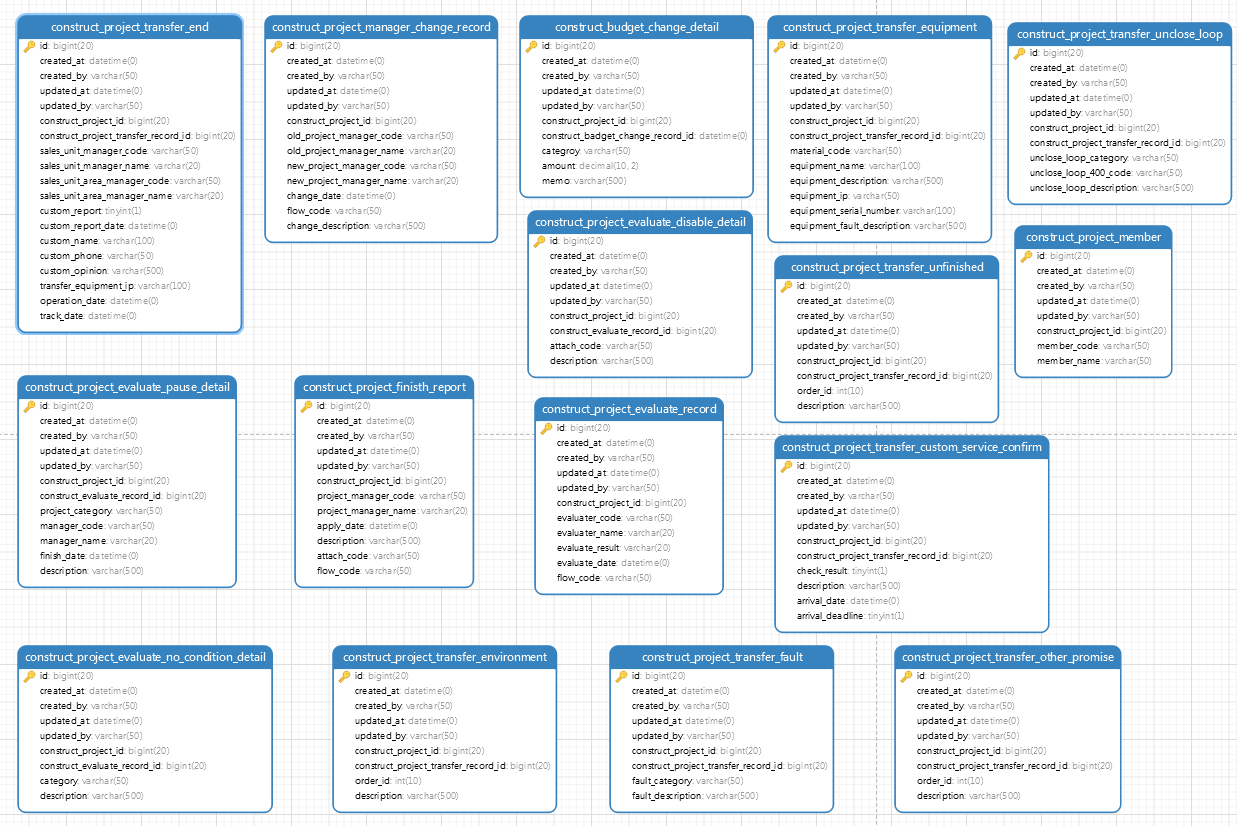 construct_project_transfer_end
id: bigint(20)
created_at: datetime(0)
created_by: varchar(50)
updated_at: datetime(0)
updated_by: varchar(50)
construct_project_id: bigint(20)
construct_project_transfer_record_id: bigint(20)
sales_unit_manager_code: varchar(50)
sales_unit_manager_name: varchar(20)
sales_unit_area_manager_code: varchar(50)
sales_unit_area_manager_name: varchar(20)
custom_report: tinyint(1)
custom_report_date: datetime(0)
custom_name: varchar(100)
custom_phone: varchar(50)
custom_opinion: varchar(500)
transfer_equipment_ip: varchar(100)
operation_date: datetime(0)
track_date: datetime(0)
construct_project_manager_change_record
id: bigint(20)
created_at: datetime(0)
created_by: varchar(50)
updated_at: datetime(0)
updated_by: varchar(50)
construct_project_id: bigint(20)
old_project_manager_code: varchar(50)
old_project_manager_name: varchar(20)
new_project_manager_code: varchar(50)
new_project_manager_name: varchar(20)
change_date: datetime(0)
flow_code: varchar(50)
change_description: varchar(500)
construct_budget_change_detail
id: bigint(20)
created_at: datetime(0)
created_by: varchar(50)
updated_at: datetime(0)
updated_by: varchar(50)
construct_project_id: bigint(20)
construct_budget_change_record_id: datetime(0)
categroy: varchar(50)
amount: decimal(10, 2)
memo: varchar(500)
construct_project_transfer_equipment
id: bigint(20)
created_at: datetime(0)
created_by: varchar(50)
updated_at: datetime(0)
updated_by: varchar(50)
construct_project_id: bigint(20)
construct_project_transfer_record_id: bigint(20)
material_code: varchar(50)
equipment_name: varchar(100)
equipment_description: varchar(500)
equipment_ip: varchar(50)
equipment_serial_number: varchar(100)
equipment_fault_description: varchar(500)
construct_project_transfer_unclose_loop
id: bigint(20)
created_at: datetime(0)
created_by: varchar(50)
updated_at: datetime(0)
updated_by: varchar(50)
construct_project_id: bigint(20)
construct_project_transfer_record_id: bigint(20)
unclose_loop_category: varchar(50)
unclose_loop_400_code: varchar(50)
unclose_loop_description: varchar(500)
construct_project_evaluate_disable_detail
id: bigint(20)
created_at: datetime(0)
created_by: varchar(50)
updated_at: datetime(0)
updated_by: varchar(50)
construct_project_id: bigint(20)
construct_evaluate_record_id: bigint(20)
attach_code: varchar(50)
description: varchar(500)
construct_project_transfer_unfinished
id: bigint(20)
created_at: datetime(0)
created_by: varchar(50)
updated_at: datetime(0)
updated_by: varchar(50)
construct_project_id: bigint(20)
construct_project_transfer_record_id: bigint(20)
order_id: int(10)
description: varchar(500)
construct_project_member
id: bigint(20)
created_at: datetime(0)
created_by: varchar(50)
updated_at: datetime(0)
updated_by: varchar(50)
construct_project_id: bigint(20)
member_code: varchar(50)
member_name: varchar(50)
construct_project_evaluate_pause_detail
id: bigint(20)
created_at: datetime(0)
created_by: varchar(50)
updated_at: datetime(0)
updated_by: varchar(50)
construct_project_id: bigint(20)
construct_evaluate_record_id: bigint(20)
project_category: varchar(50)
manager_code: varchar(50)
manager_name: varchar(20)
finish_date: datetime(0)
description: varchar(500)
construct_project_finisth_report
id: bigint(20)
created_at: datetime(0)
created_by: varchar(50)
updated_at: datetime(0)
updated_by: varchar(50)
construct_project_id: bigint(20)
project_manager_code: varchar(50)
project_manager_name: varchar(20)
apply_date: datetime(0)
description: varchar(500)
attach_code: varchar(50)
flow_code: varchar(50)
construct_project_evaluate_record
id: bigint(20)
created_at: datetime(0)
created_by: varchar(50)
updated_at: datetime(0)
updated_by: varchar(50)
construct_project_id: bigint(20)
evaluater_code: varchar(50)
evaluater_name: varchar(20)
evaluate_result: varchar(20)
evaluate_date: datetime(0)
flow_code: varchar(50)
construct_project_transfer_custom_service_confirm
id: bigint(20)
created_at: datetime(0)
created_by: varchar(50)
updated_at: datetime(0)
updated_by: varchar(50)
construct_project_id: bigint(20)
construct_project_transfer_record_id: bigint(20)
check_result: tinyint(1)
description: varchar(500)
arrival_date: datetime(0)
arrival_deadline: tinyint(1)
construct_project_evaluate_no_condition_detail
id: bigint(20)
created_at: datetime(0)
created_by: varchar(50)
updated_at: datetime(0)
updated_by: varchar(50)
construct_project_id: bigint(20)
construct_evaluate_record_id: bigint(20)
category: varchar(50)
description: varchar(500)
construct_project_transfer_environment
id: bigint(20)
created_at: datetime(0)
created_by: varchar(50)
updated_at: datetime(0)
updated_by: varchar(50)
construct_project_id: bigint(20)
construct_project_transfer_record_id: bigint(20)
order_id: int(10)
description: varchar(500)
construct_project_transfer_fault
id: bigint(20)
created_at: datetime(0)
created_by: varchar(50)
updated_at: datetime(0)
updated_by: varchar(50)
construct_project_id: bigint(20)
construct_project_transfer_record_id: bigint(20)
fault_category: varchar(50)
fault_description: varchar(500)
construct_project_transfer_other_promise
id: bigint(20)
created_at: datetime(0)
created_by: varchar(50)
updated_at: datetime(0)
updated_by: varchar(50)
construct_project_id: bigint(20)
construct_project_transfer_record_id: bigint(20)
order_id: int(10)
description: varchar(500)